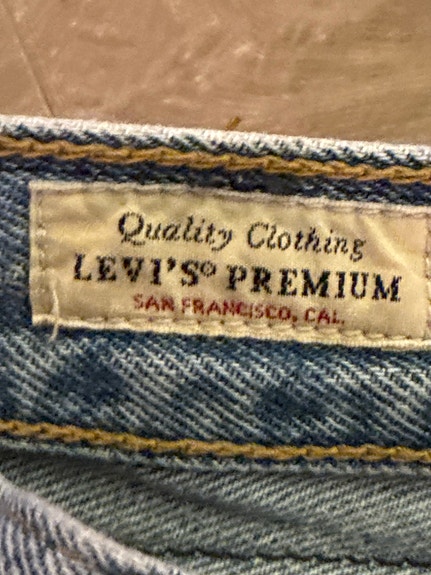 Quality Clothing
LEVI'S® PREMIUM
SAN FRANCISCO, CAL.